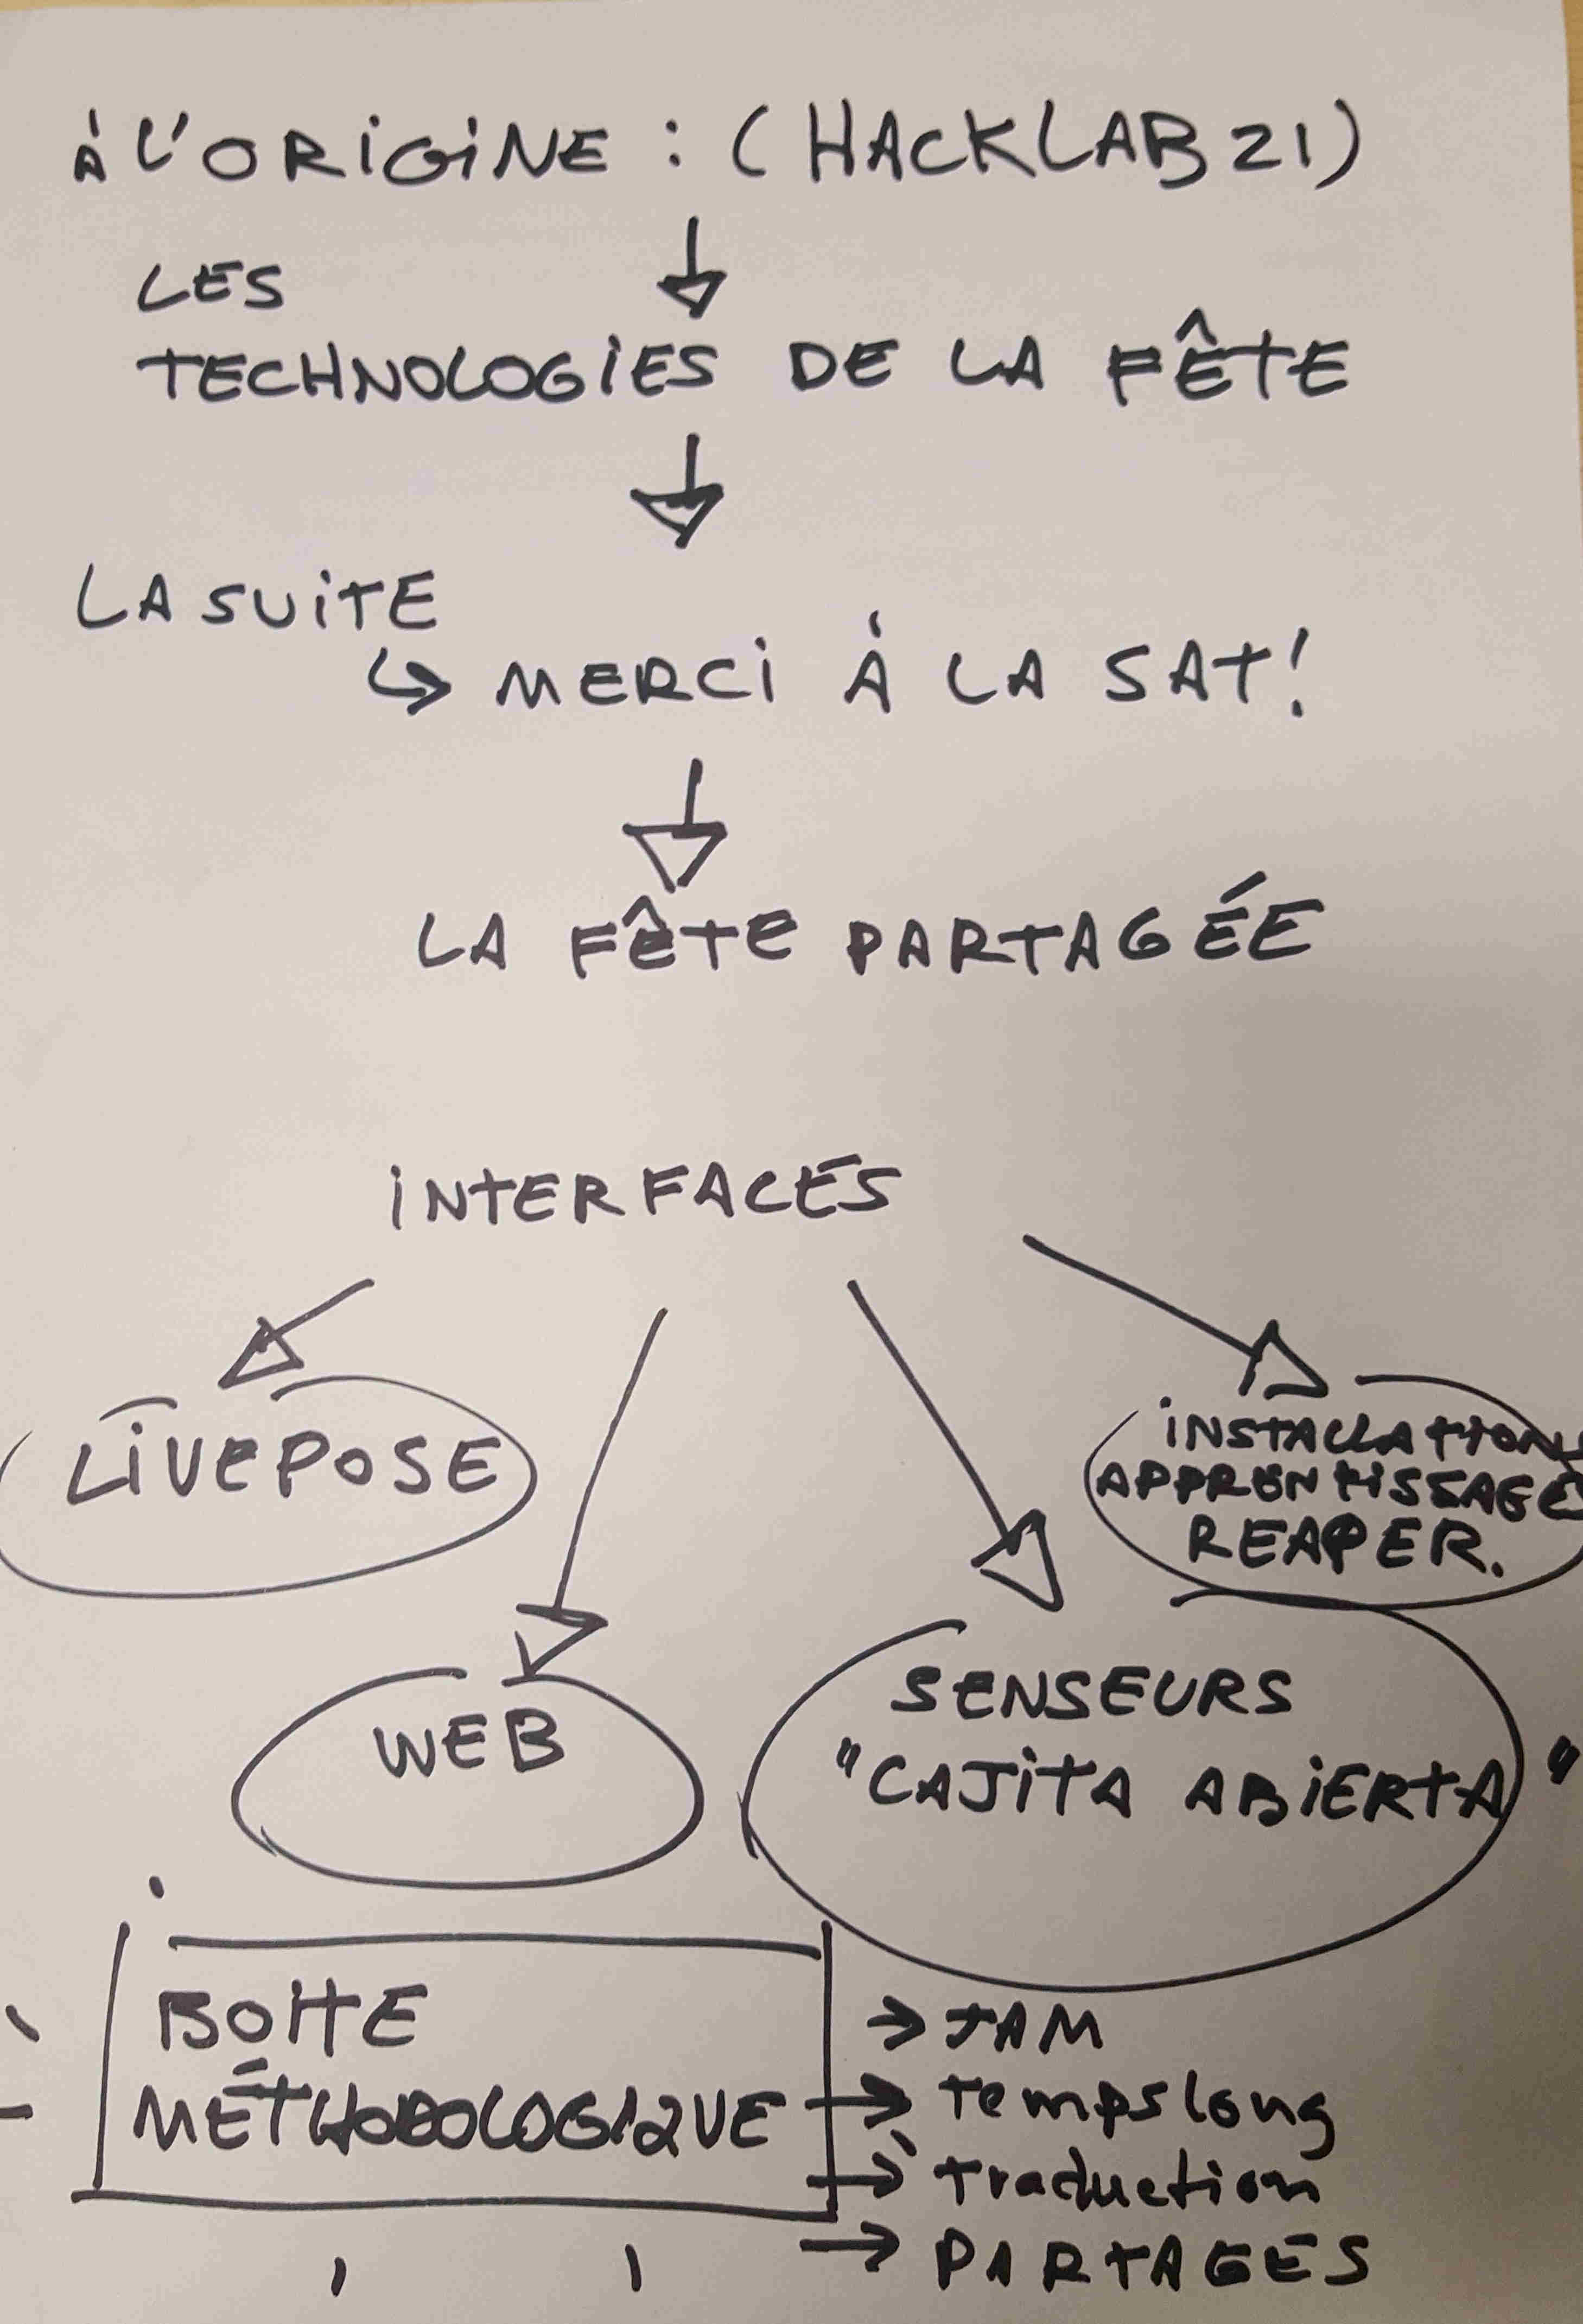 À L'ORIGINE : (HACKLAB 21)
LES
TECHNOLOGIES DE LA FÊTE
LA SUITE
↳ MERCI À LA SAT!
LA FÊTE PARTAGÉE
INTERFACES
LIVEPOSE
INSTALLATIONS
APPRENTISSAGE
REAPER.
WEB
SENSEURS
"CAJITA ABIERTA"
BOITE
MÉTHODOLOGIQUE
→ JAM
→ Temps long
→ Traduction
→ PARTAGES